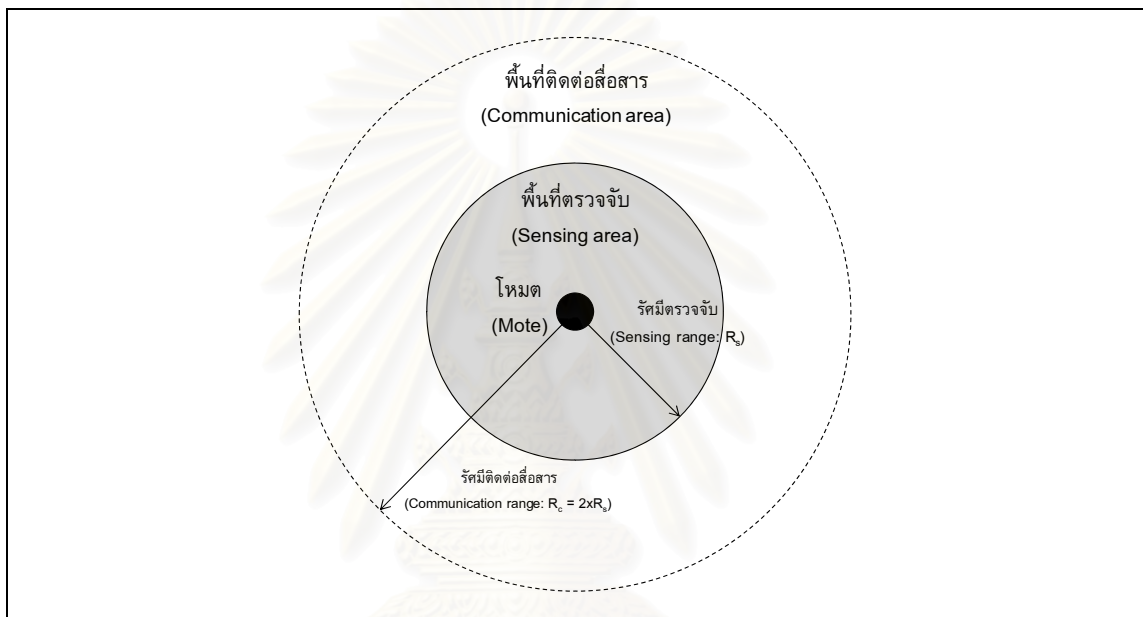 พื้นที่ติดต่อสื่อสาร
(Communication area)
พื้นที่ตรวจจับ
(Sensing area)
โหมต
(Mote)
รัศมีตรวจจับ
(Sensing range: Rₛ)
รัศมีติดต่อสื่อสาร
(Communication range: R꜀ = 2xRₛ)